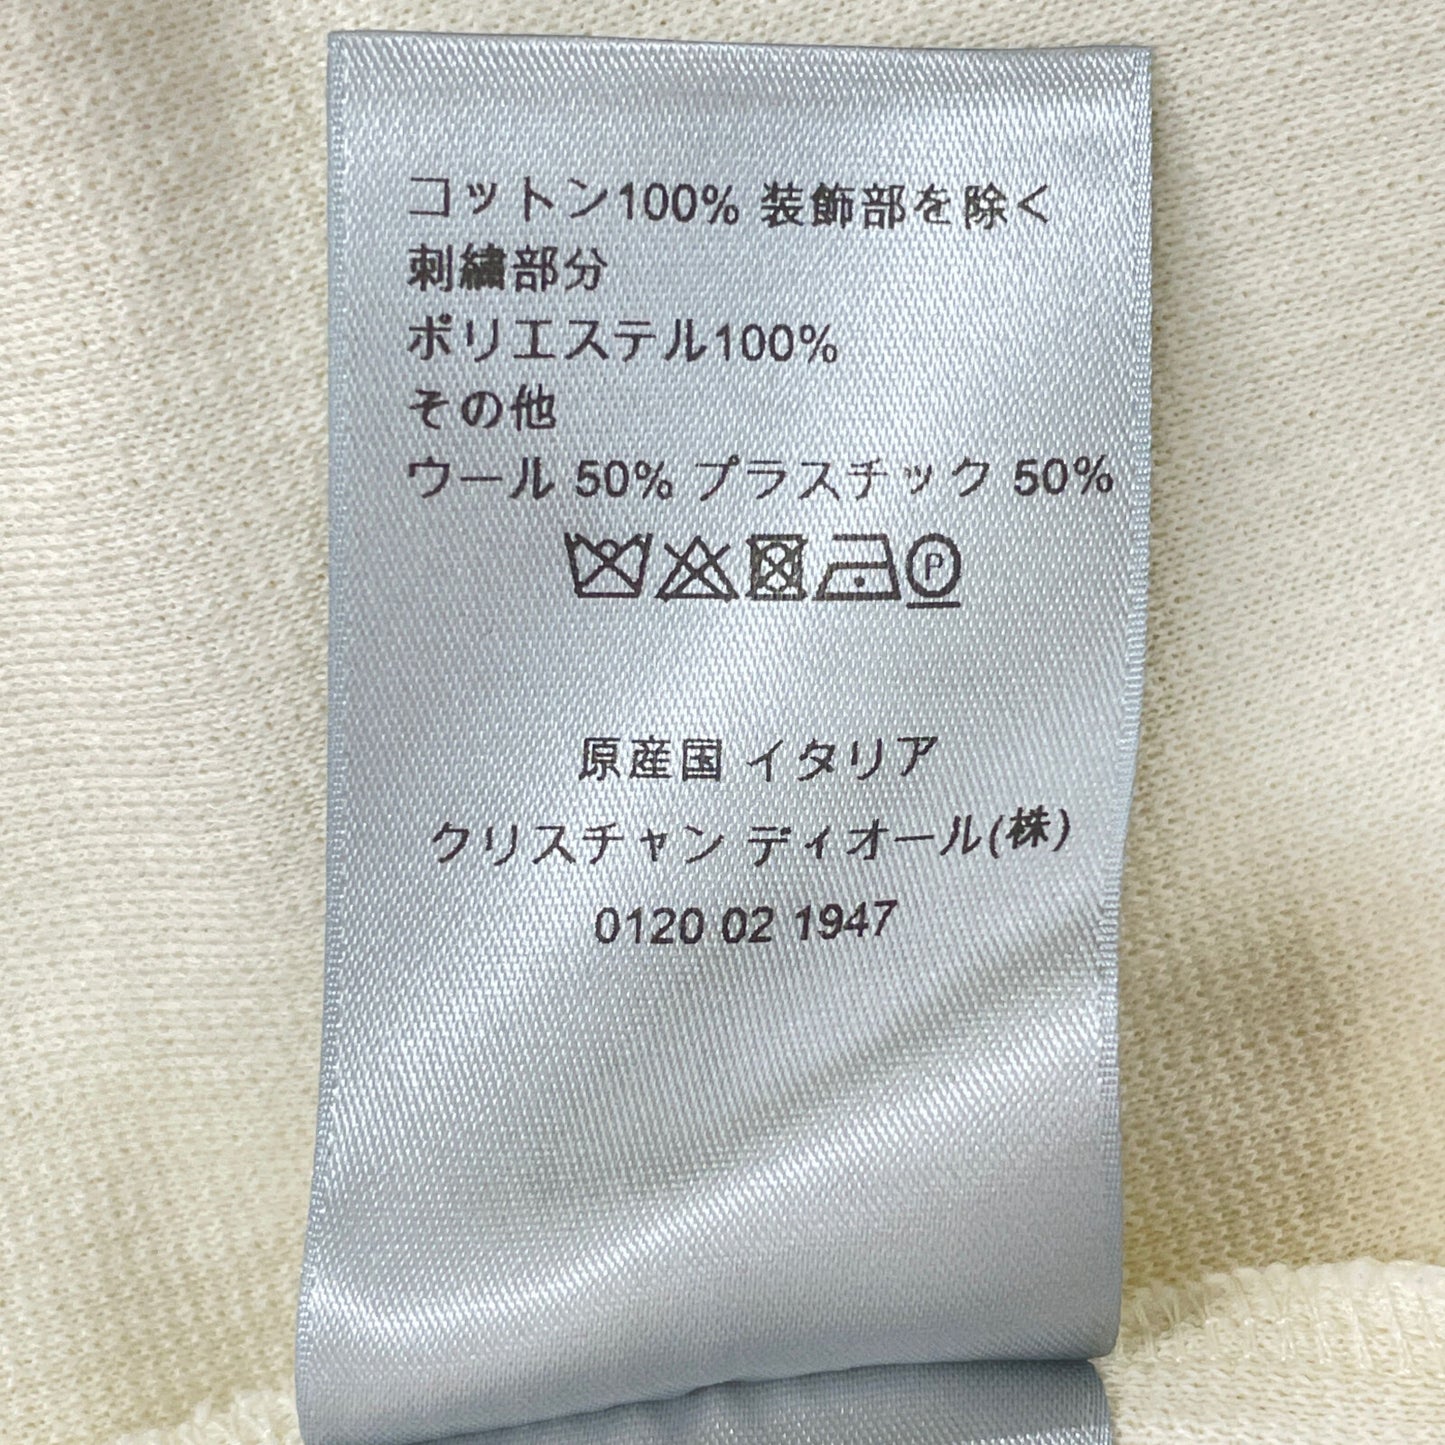 コットン100% 装飾部を除く
刺繍部分
ポリエステル100%
その他
ウール 50% プラスチック 50%
P
原産国 イタリア
クリスチャン ディオール(株)
0120 02 1947